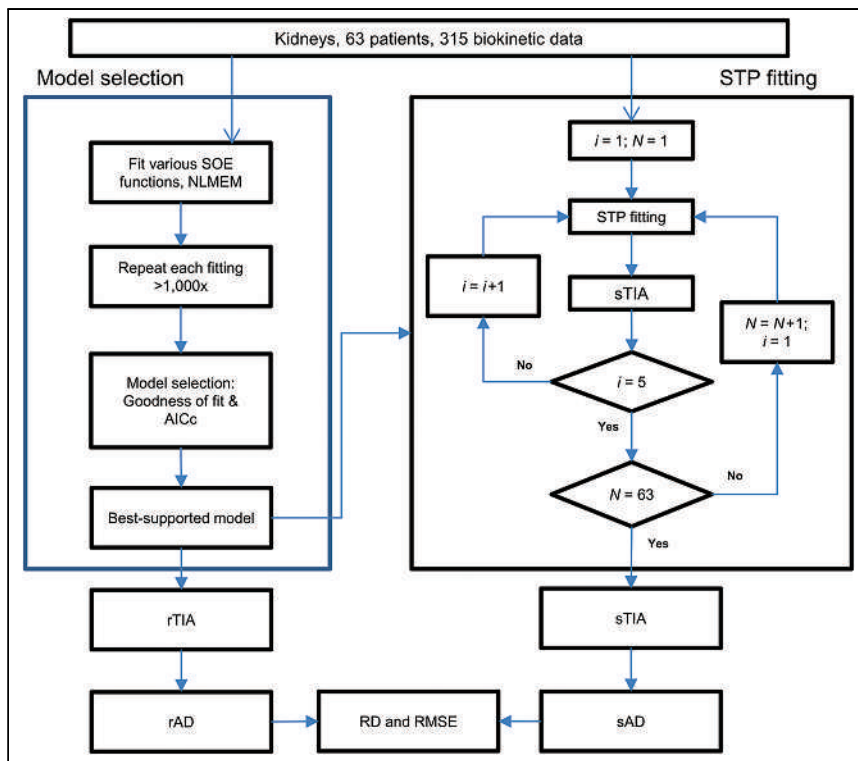 Kidneys, 63 patients, 315 biokinetic data
Model selection
Fit various SOE
functions, NLMEM
Repeat each fitting
>1,000x
Model selection:
Goodness of fit &
AICc
Best-supported model
rTIA
rAD
STP fitting
i = 1; N = 1
STP fitting
i = i+1
sTIA
N = N+1;
i = 1
No
i = 5
Yes
No
N = 63
Yes
sTIA
sAD
RD and RMSE